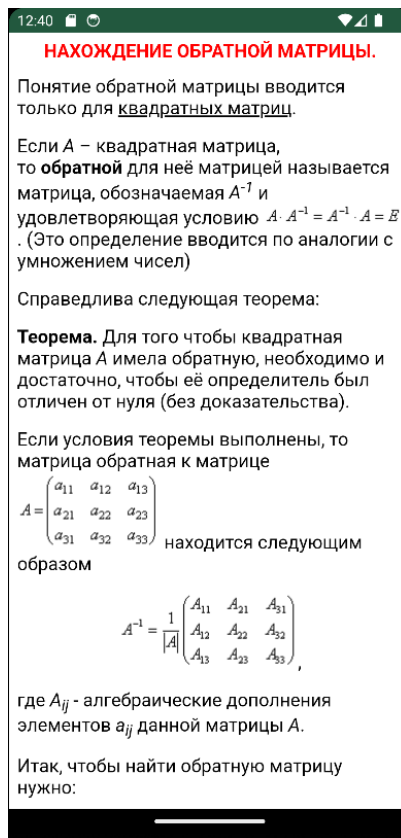 12:40
НАХОЖДЕНИЕ ОБРАТНОЙ МАТРИЦЫ.
Понятие обратной матрицы вводится
только для квадратных матриц.
Если A – квадратная матрица,
то обратной для неё матрицей называется
матрица, обозначаемая A⁻¹ и
удовлетворяющая условию A · A⁻¹ = A⁻¹ · A = E
. (Это определение вводится по аналогии с
умножением чисел)
Справедлива следующая теорема:
Теорема. Для того чтобы квадратная
матрица A имела обратную, необходимо и
достаточно, чтобы её определитель был
отличен от нуля (без доказательства).
Если условия теоремы выполнены, то
матрица обратная к матрице
a₁₁ a₁₂ a₁₃
A = a₂₁ a₂₂ a₂₃
a₃₁ a₃₂ a₃₃ находится следующим
образом
A₁₁ A₂₁ A₃₁
A⁻¹ = 1/|A| A₁₂ A₂₂ A₃₂
A₁₃ A₂₃ A₃₃ ,
где Aij - алгебраические дополнения
элементов aij данной матрицы A.
Итак, чтобы найти обратную матрицу
нужно: